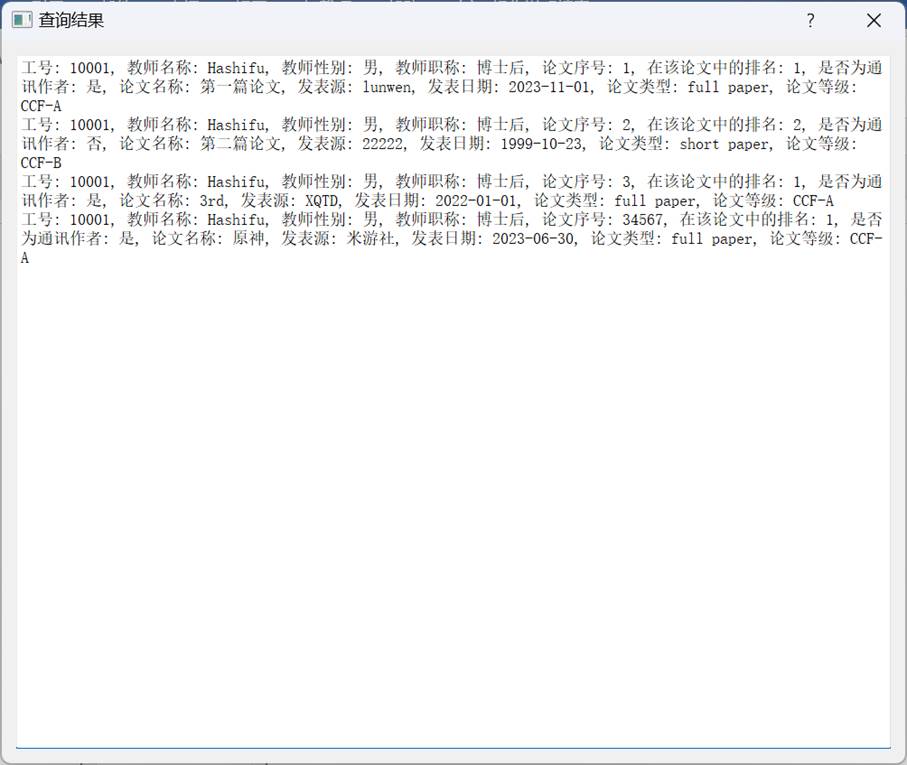 查询结果
?
工号: 10001, 教师名称: Hashifu, 教师性别: 男, 教师职称: 博士后, 论文序号: 1, 在该论文中的排名: 1, 是否为通
讯作者: 是, 论文名称: 第一篇论文, 发表源: lunwen, 发表日期: 2023-11-01, 论文类型: full paper, 论文等级:
CCF-A
工号: 10001, 教师名称: Hashifu, 教师性别: 男, 教师职称: 博士后, 论文序号: 2, 在该论文中的排名: 2, 是否为通
讯作者: 否, 论文名称: 第二篇论文, 发表源: 22222, 发表日期: 1999-10-23, 论文类型: short paper, 论文等级:
CCF-B
工号: 10001, 教师名称: Hashifu, 教师性别: 男, 教师职称: 博士后, 论文序号: 3, 在该论文中的排名: 1, 是否为通
讯作者: 是, 论文名称: 3rd, 发表源: XQTD, 发表日期: 2022-01-01, 论文类型: full paper, 论文等级: CCF-A
工号: 10001, 教师名称: Hashifu, 教师性别: 男, 教师职称: 博士后, 论文序号: 34567, 在该论文中的排名: 1, 是否
为通讯作者: 是, 论文名称: 原神, 发表源: 米游社, 发表日期: 2023-06-30, 论文类型: full paper, 论文等级: CCF-
A